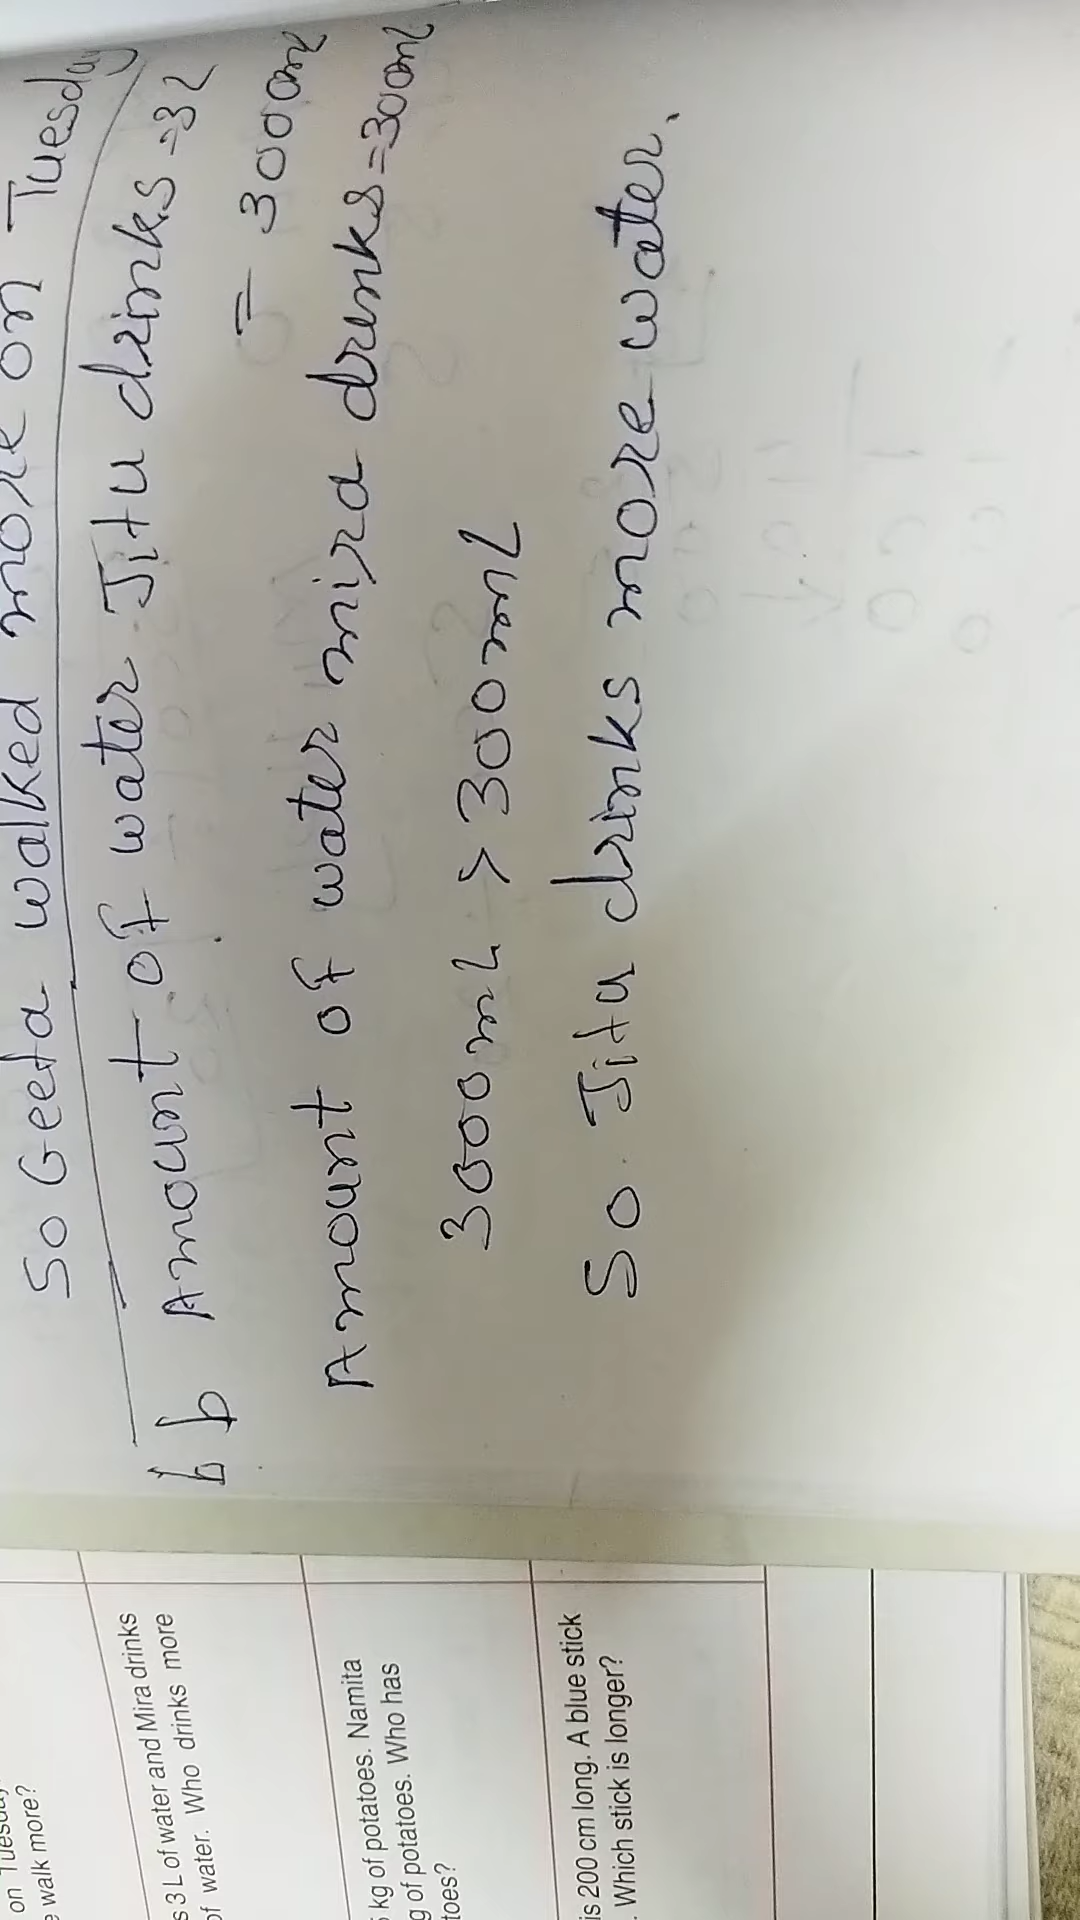 So Geeta walked more on Tuesday
b b Amount of water Jitu drinks = 3L
= 3000ml
Amount of water mira drinks = 300ml
3000mL > 300mL
So Jitu drinks more water.
on Tuesday
walk more?
3 L of water and Mira drinks
of water. Who drinks more
kg of potatoes. Namita
of potatoes. Who has
is 200 cm long. A blue stick
. Which stick is longer?